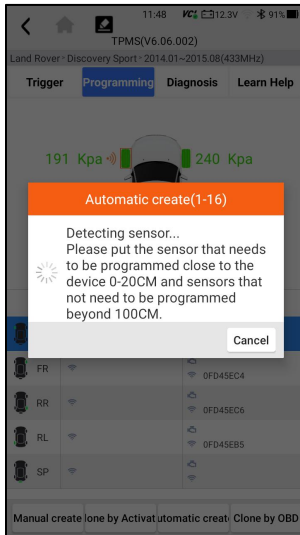 11:48 VCI 12.3V 91%
TPMS(V6.06.002)
Land Rover Discovery Sport 2014.01~2015.08(433MHz)
Trigger Programming Diagnosis Learn Help
191 Kpa 240 Kpa
Automatic create(1-16)
Detecting sensor...
Please put the sensor that needs
to be programmed close to the
device 0-20CM and sensors that
not need to be programmed
beyond 100CM.
Cancel
FR 0FD45EC4
RR 0FD45EC6
RL 0FD45EB5
SP
Manual create lone by Activat utomatic creat Clone by OBD